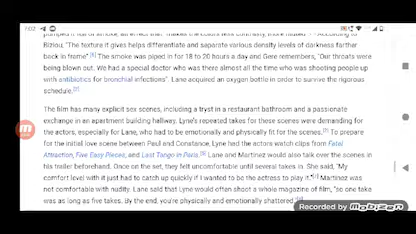 7:02
pumped full of smoke, an effect that "makes the colors less contrasty, more muted." According to
Biziou, "The texture it gives helps differentiate and separate various density levels of darkness farther
back in frame".[6] The smoke was piped in for 18 to 20 hours a day and Gere remembers, "Our throats were
being blown out. We had a special doctor who was there almost all the time who was shooting people up
with antibiotics for bronchial infections". Lane acquired an oxygen bottle in order to survive the rigorous
schedule.[2]
The film has many explicit sex scenes, including a tryst in a restaurant bathroom and a passionate
exchange in an apartment building hallway. Lyne's repeated takes for these scenes were demanding for
the actors, especially for Lane, who had to be emotionally and physically fit for the scenes.[2] To prepare
for the initial love scene between Paul and Constance, Lyne had the actors watch clips from Fatal
Attraction, Five Easy Pieces, and Last Tango in Paris.[5] Lane and Martinez would also talk over the scenes in
his trailer beforehand. Once on the set, they felt uncomfortable until several takes in. She said, "My
comfort level with it just had to catch up quickly if I wanted to be the actress to play it." Martinez was
not comfortable with nudity. Lane said that Lyne would often shoot a whole magazine of film, "so one take
was as long as five takes. By the end, you're physically and emotionally shattered."
Recorded by Mobizen